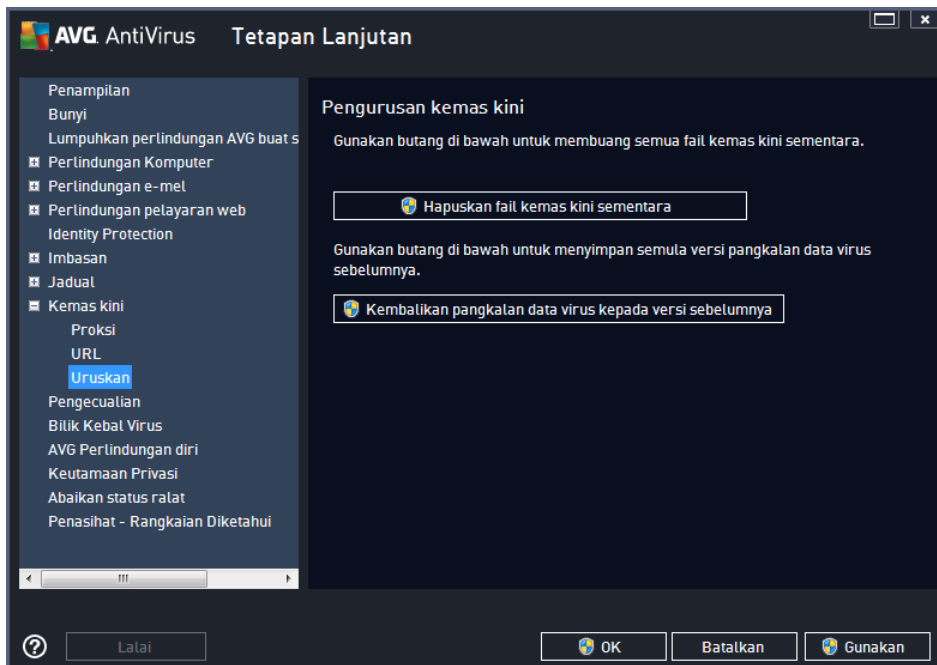 AVG AntiVirus Tetapan Lanjutan
Penampilan
Bunyi
Lumpuhkan perlindungan AVG buat s
Perlindungan Komputer
Perlindungan e-mel
Perlindungan pelayaran web
Identity Protection
Imbasan
Jadual
Kemas kini
Proksi
URL
Uruskan
Pengecualian
Bilik Kebal Virus
AVG Perlindungan diri
Keutamaan Privasi
Abaikan status ralat
Penasihat - Rangkaian Diketahui
Pengurusan kemas kini
Gunakan butang di bawah untuk membuang semua fail kemas kini sementara.
Hapuskan fail kemas kini sementara
Gunakan butang di bawah untuk menyimpan semula versi pangkalan data virus
sebelumnya.
Kembalikan pangkalan data virus kepada versi sebelumnya
Lalai
OK
Batalkan
Gunakan